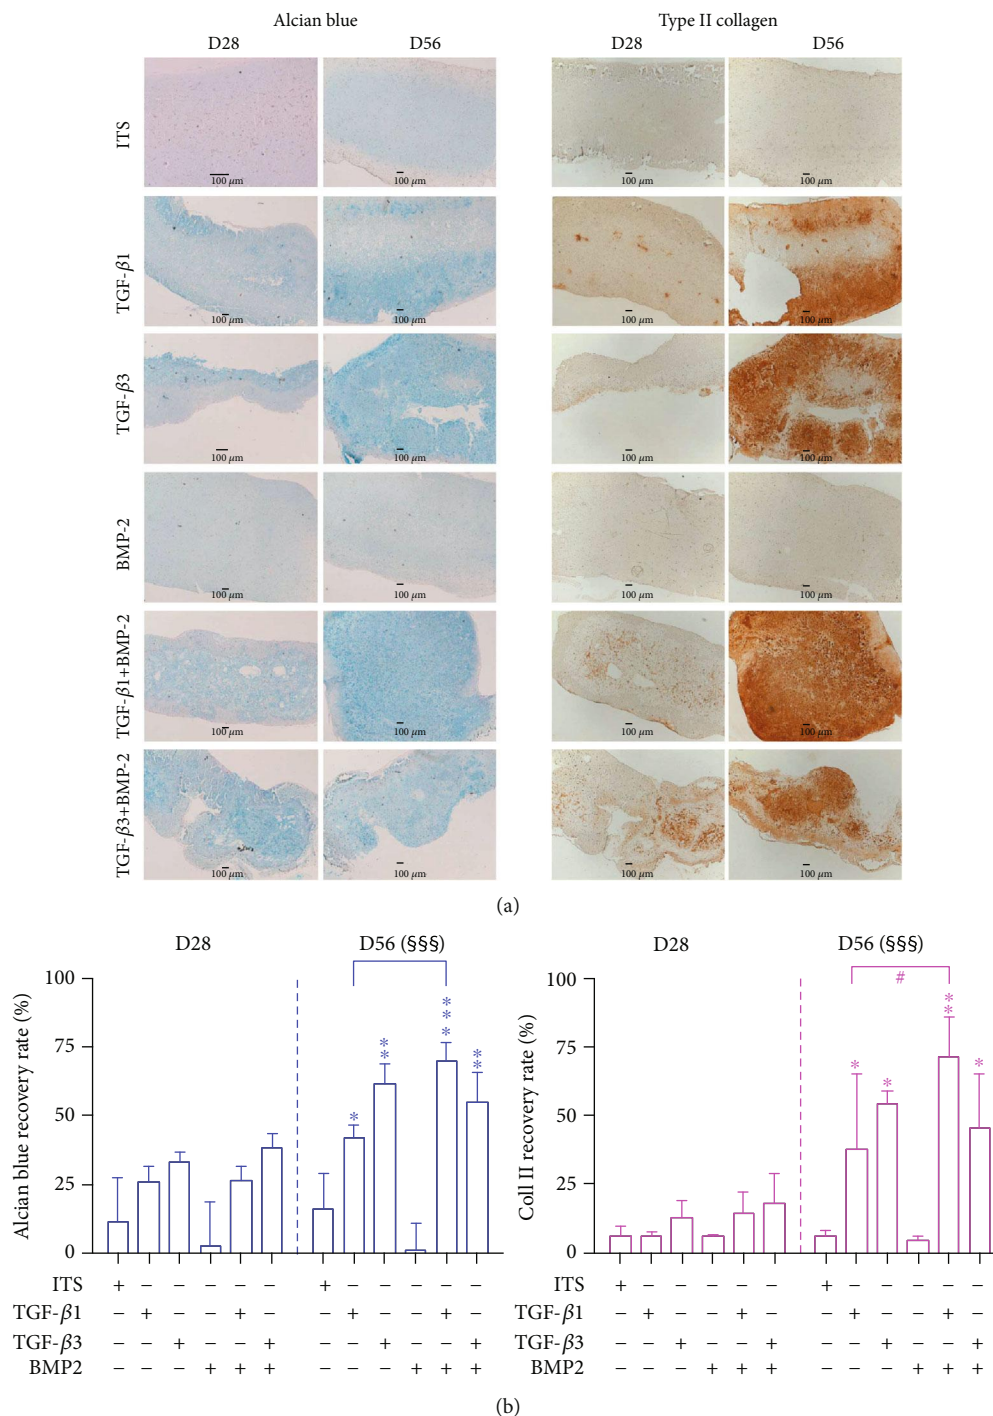 Alcian blue
Type II collagen
D28
D56
D28
D56
ITS
100 µm
100 µm
100 µm
100 µm
TGF-β1
100 µm
100 µm
100 µm
100 µm
TGF-β3
100 µm
100 µm
100 µm
100 µm
BMP-2
100 µm
100 µm
100 µm
100 µm
TGF-β1+BMP-2
100 µm
100 µm
100 µm
100 µm
TGF-β3+BMP-2
100 µm
100 µm
100 µm
100 µm
(a)
D28
D56 (§§§)
Alcian blue recovery rate (%)
100
75
50
25
0
*
**
***
**
ITS + − − − − − + − − − − −
TGF-β1 − + − − + − − + − − + −
TGF-β3 − − + − − + − − + − − +
BMP2 − − − + + + − − − + + +
D28
D56 (§§§)
Coll II recovery rate (%)
100
75
50
25
0
#
*
*
**
*
ITS + − − − − − + − − − − −
TGF-β1 − + − − + − − + − − + −
TGF-β3 − − + − − + − − + − − +
BMP2 − − − + + + − − − + + +
(b)